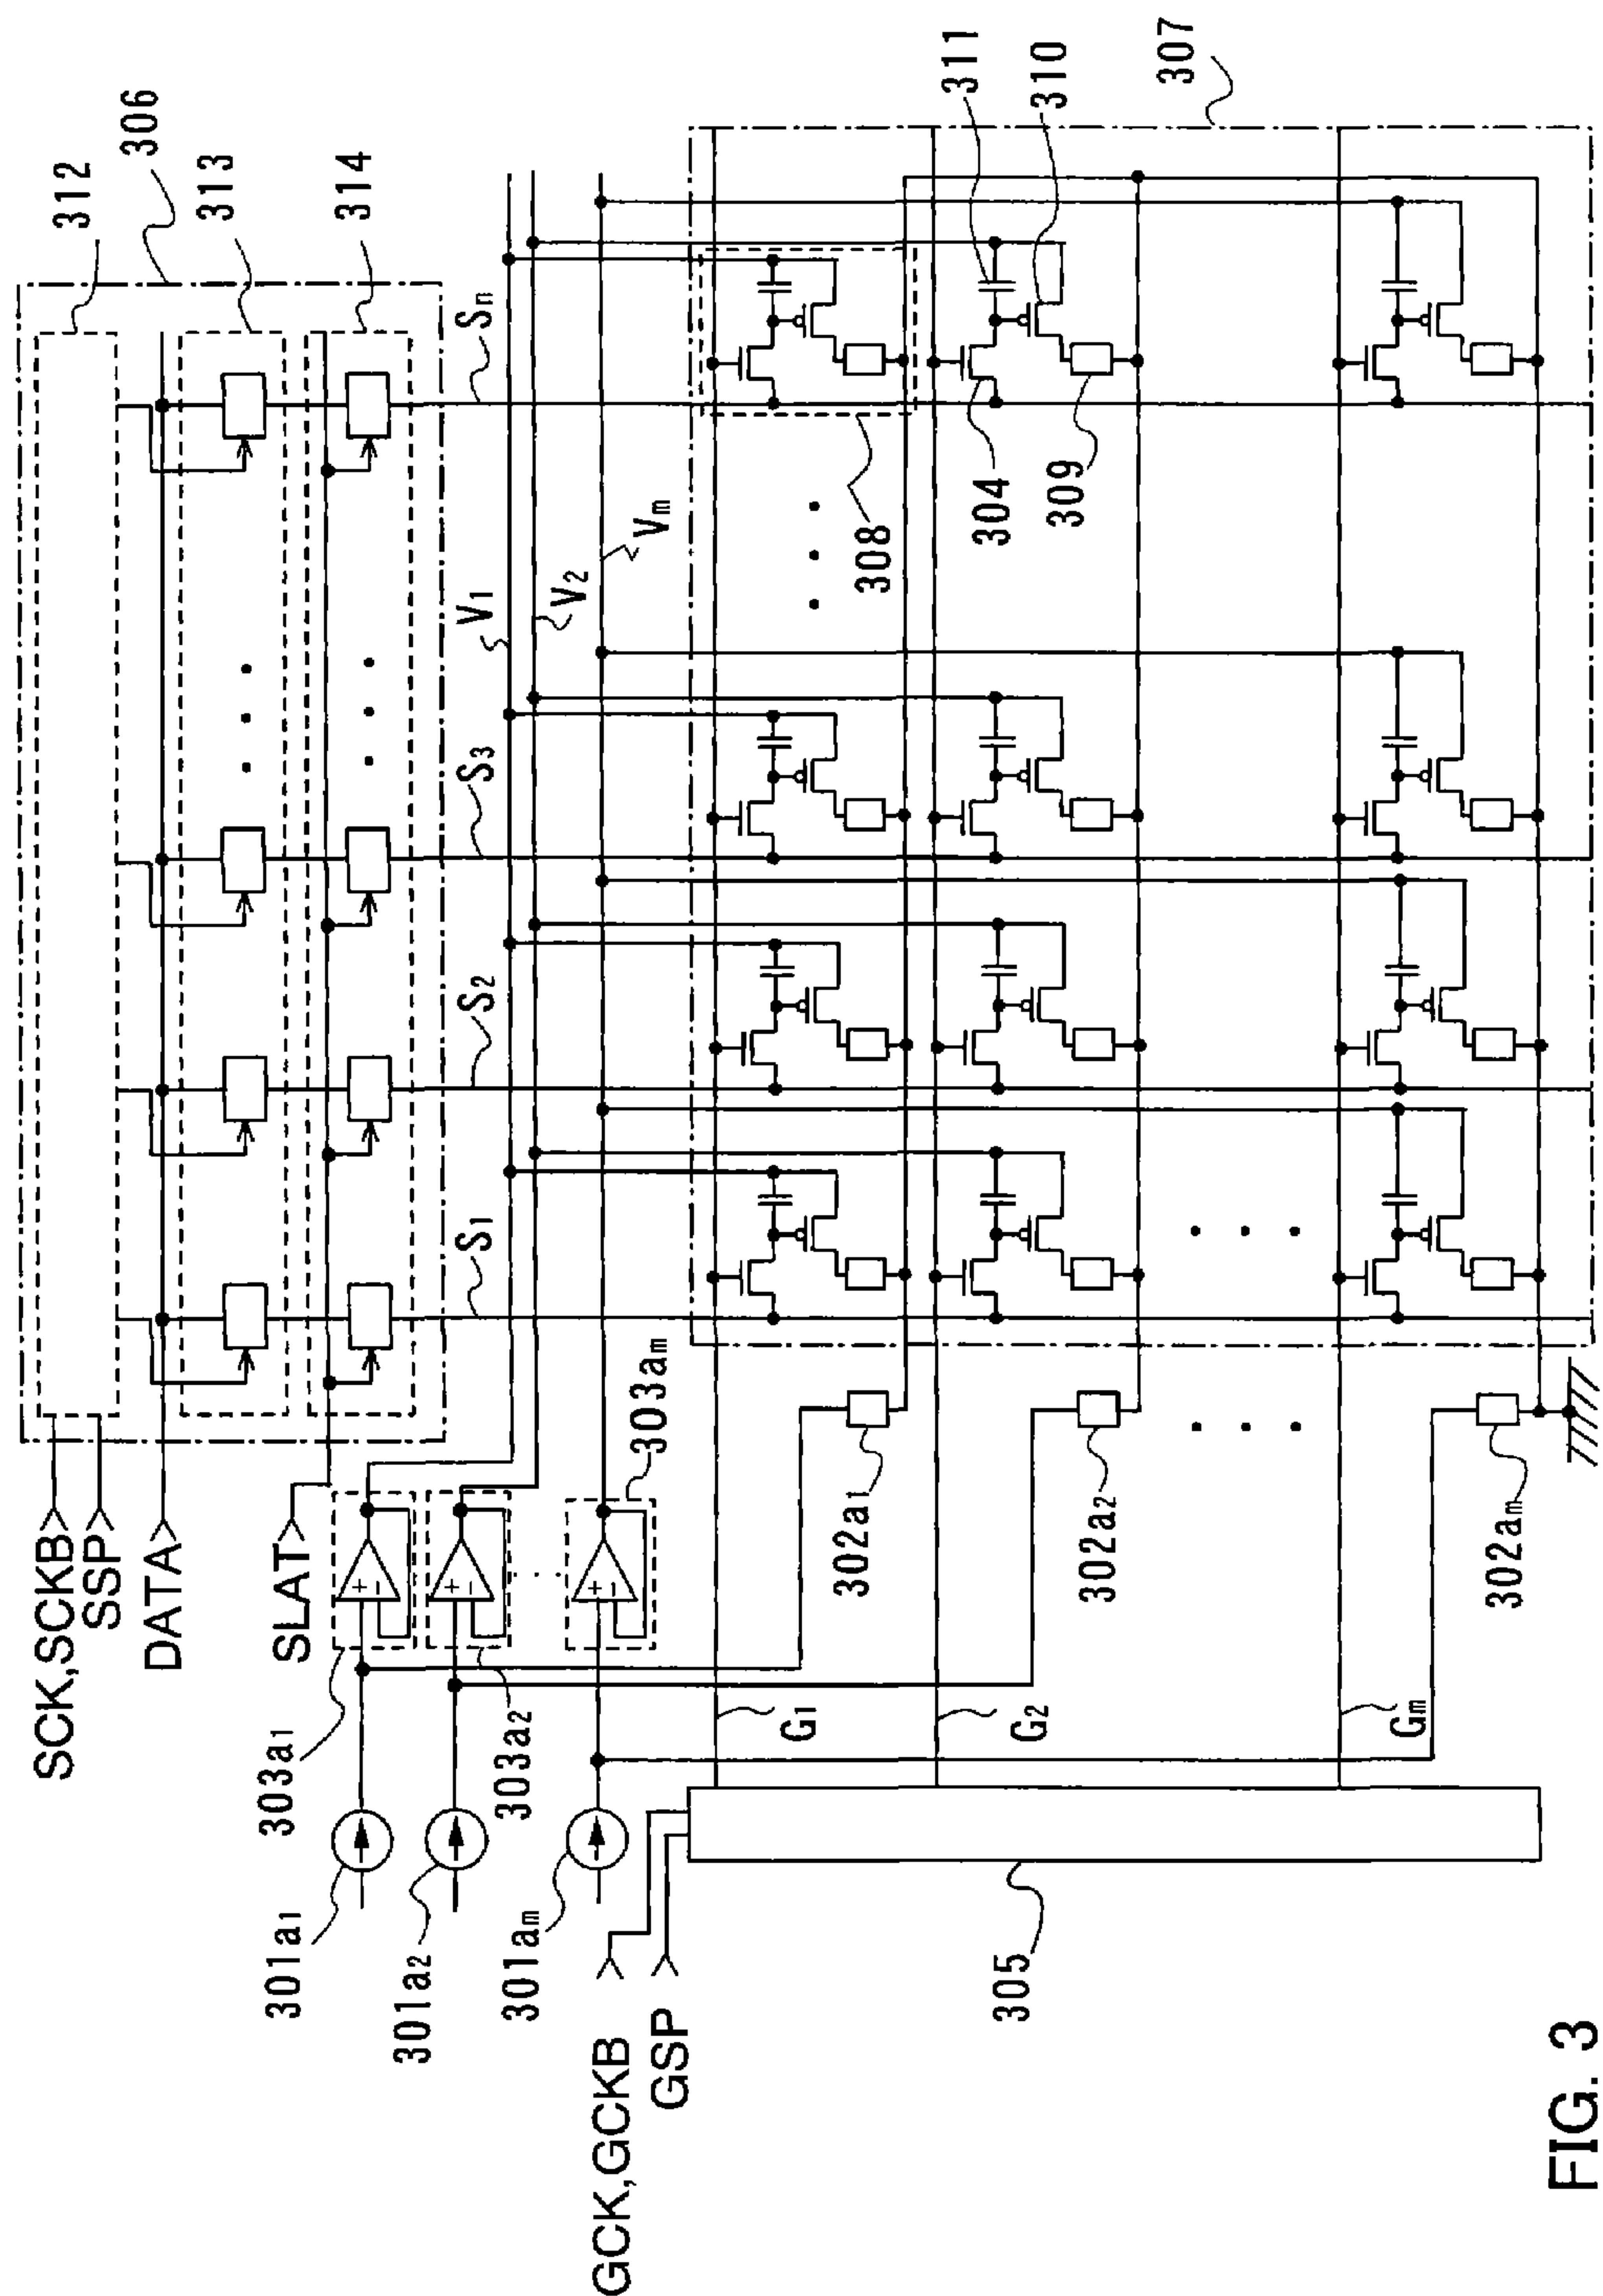 312
306
313
314
SCK,SCKB
SSP
DATA
SLAT
S1
S2
S3
Sn
V1
V2
Vm
303a1
303a2
303am
301a1
301a2
301am
GCK,GCKB
GSP
305
G1
G2
Gm
302a1
302a2
302am
308
304
309
311
310
307
FIG. 3